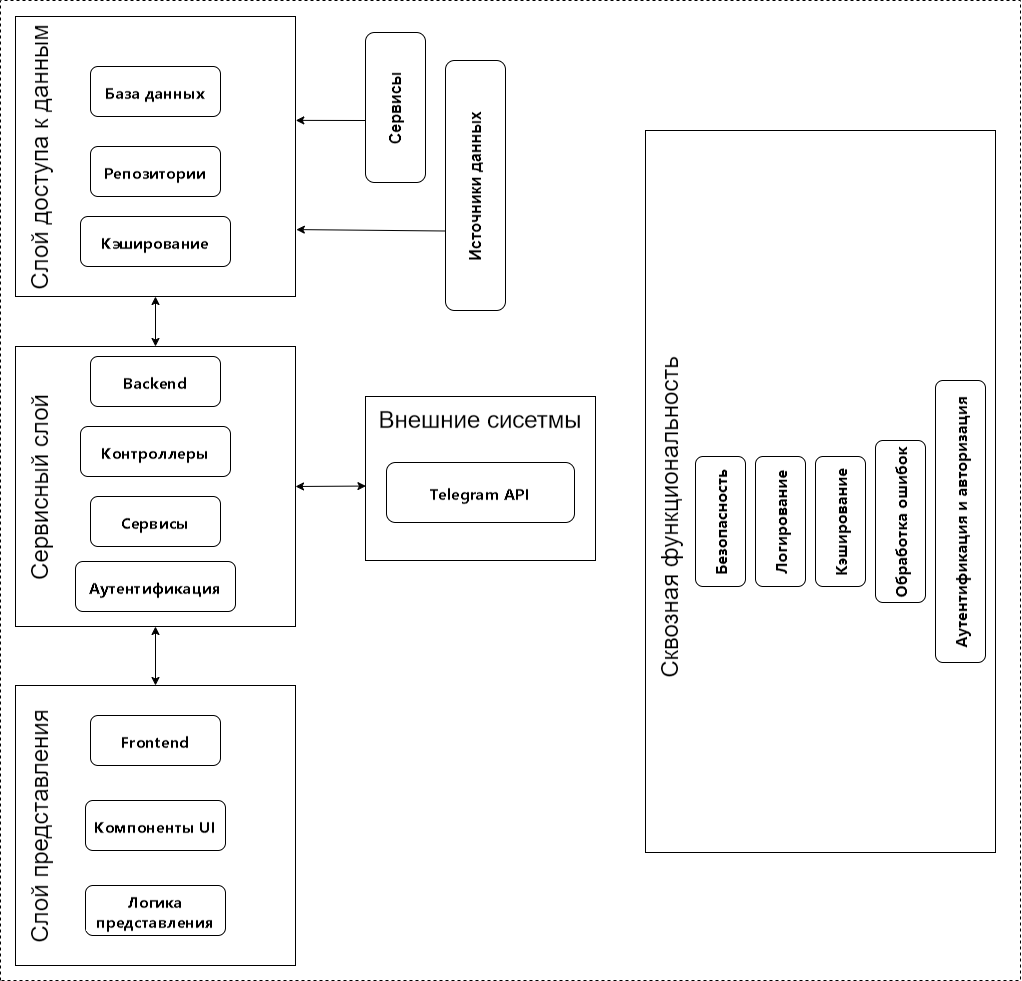 Слой доступа к данным
База данных
Репозитории
Кэширование
Сервисы
Источники данных
Сервисный слой
Backend
Контроллеры
Сервисы
Аутентификация
Внешние сисетмы
Telegram API
Слой представления
Frontend
Компоненты UI
Логика
представления
Сквозная функциональность
Безопасность
Логирование
Кэширование
Обработка ошибок
Аутентификация и авторизация